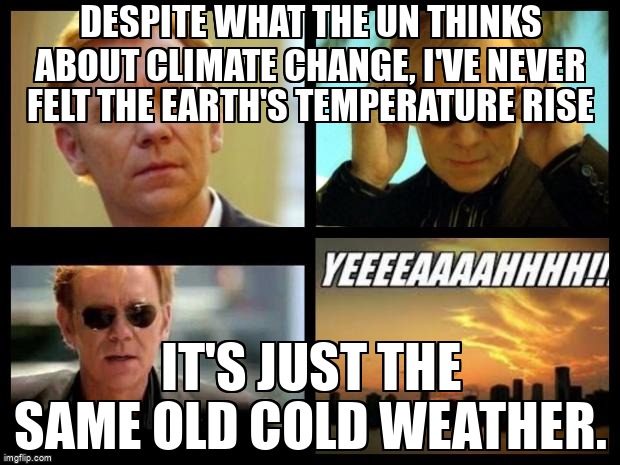 DESPITE WHAT THE UN THINKS
ABOUT CLIMATE CHANGE, I'VE NEVER
FELT THE EARTH'S TEMPERATURE RISE
YEEEEAAAAHHHH!!!
IT'S JUST THE
SAME OLD COLD WEATHER.
imgflip.com